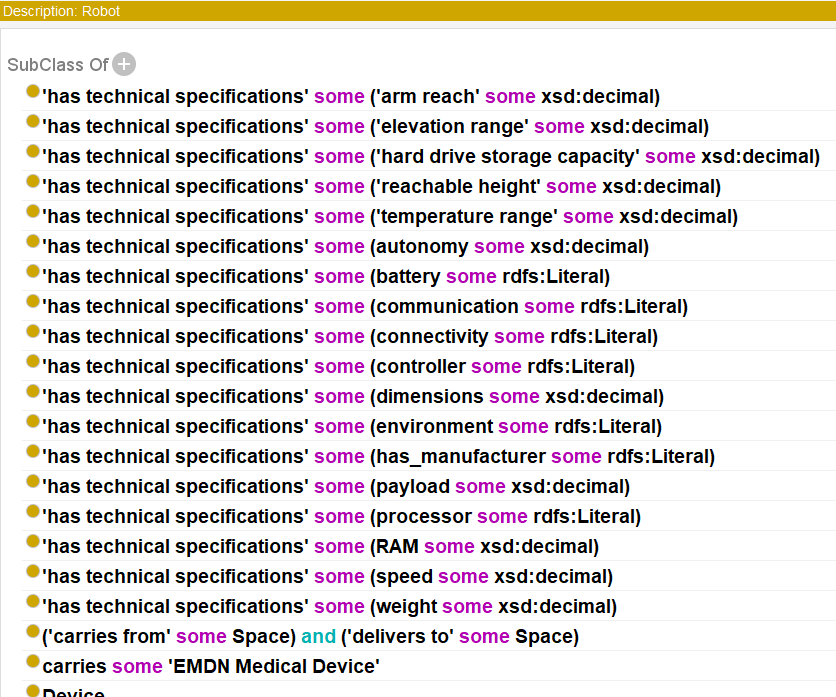 Description: Robot
SubClass Of
'has technical specifications' some ('arm reach' some xsd:decimal)
'has technical specifications' some ('elevation range' some xsd:decimal)
'has technical specifications' some ('hard drive storage capacity' some xsd:decimal)
'has technical specifications' some ('reachable height' some xsd:decimal)
'has technical specifications' some ('temperature range' some xsd:decimal)
'has technical specifications' some (autonomy some xsd:decimal)
'has technical specifications' some (battery some rdfs:Literal)
'has technical specifications' some (communication some rdfs:Literal)
'has technical specifications' some (connectivity some rdfs:Literal)
'has technical specifications' some (controller some rdfs:Literal)
'has technical specifications' some (dimensions some xsd:decimal)
'has technical specifications' some (environment some rdfs:Literal)
'has technical specifications' some (has_manufacturer some rdfs:Literal)
'has technical specifications' some (payload some xsd:decimal)
'has technical specifications' some (processor some rdfs:Literal)
'has technical specifications' some (RAM some xsd:decimal)
'has technical specifications' some (speed some xsd:decimal)
'has technical specifications' some (weight some xsd:decimal)
('carries from' some Space) and ('delivers to' some Space)
carries some 'EMDN Medical Device'
Device